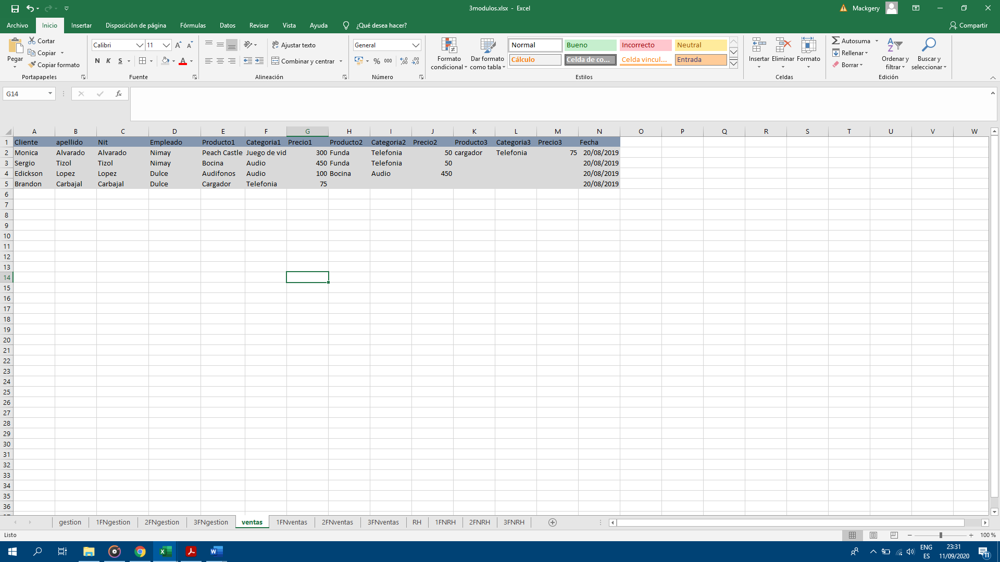 3modulos.xlsx - Excel
Mackgery
Archivo Inicio Insertar Disposición de página Fórmulas Datos Revisar Vista Ayuda ¿Qué desea hacer? Compartir
Pegar
Cortar
Copiar
Copiar formato
Portapapeles
Calibri 11
N K S
Fuente
Ajustar texto
Combinar y centrar
Alineación
General
% 000
Número
Formato condicional
Dar formato como tabla
Normal Bueno Incorrecto Neutral
Cálculo Celda de co... Celda vincul... Entrada
Estilos
Insertar Eliminar Formato
Celdas
Autosuma
Rellenar
Borrar
Ordenar y filtrar
Buscar y seleccionar
Edición
G14 fx
A B C D E F G H I J K L M N O P Q R S T U V W
1 Cliente apellido Nit Empleado Producto1 Categoria1 Precio1 Producto2 Categoria2 Precio2 Producto3 Categoria3 Precio3 Fecha
2 Monica Alvarado Alvarado Nimay Peach Castle Juego de vid 300 Funda Telefonia 50 cargador Telefonia 75 20/08/2019
3 Sergio Tizol Tizol Nimay Bocina Audio 450 Funda Telefonia 50 20/08/2019
4 Edickson Lopez Lopez Dulce Audifonos Audio 100 Bocina Audio 450 20/08/2019
5 Brandon Carbajal Carbajal Dulce Cargador Telefonia 75 20/08/2019
6
7
8
9
10
11
12
13
14
15
16
17
18
19
20
21
22
23
24
25
26
27
28
29
30
31
32
33
34
35
36
gestion 1FNgestion 2FNgestion 3FNgestion ventas 1FNventas 2FNventas 3FNventas RH 1FNRH 2FNRH 3FNRH
Listo
100 %
ENG
ES
23:31
11/09/2020
11